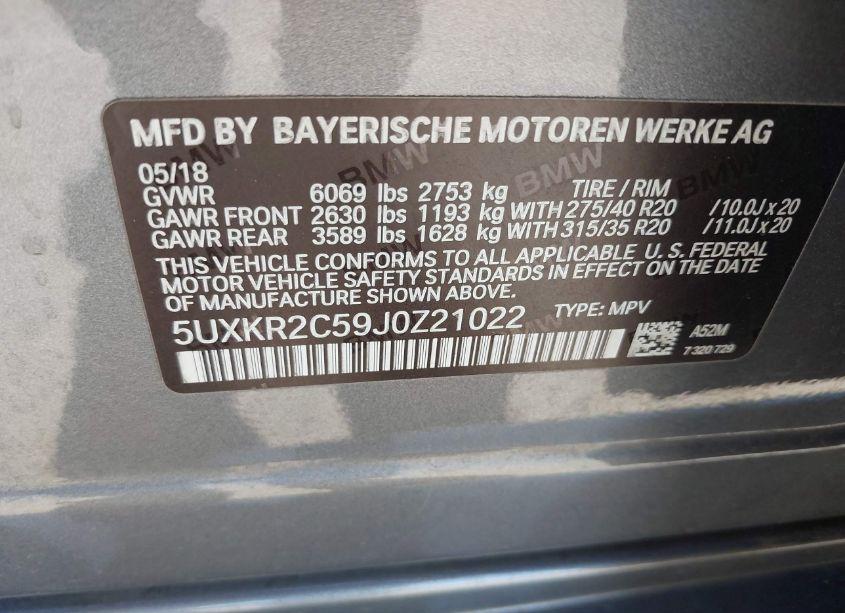 MFD BY BAYERISCHE MOTOREN WERKE AG
05/18
GVWR 6069 lbs 2753 kg TIRE / RIM
GAWR FRONT 2630 lbs 1193 kg WITH 275/40 R20 / 10.0J x 20
GAWR REAR 3589 lbs 1628 kg WITH 315/35 R20 / 11.0J x 20
THIS VEHICLE CONFORMS TO ALL APPLICABLE U. S. FEDERAL
MOTOR VEHICLE SAFETY STANDARDS IN EFFECT ON THE DATE
OF MANUFACTURE SHOWN ABOVE.
5UXKR2C59J0Z21022 TYPE: MPV
A52M
7 320 729